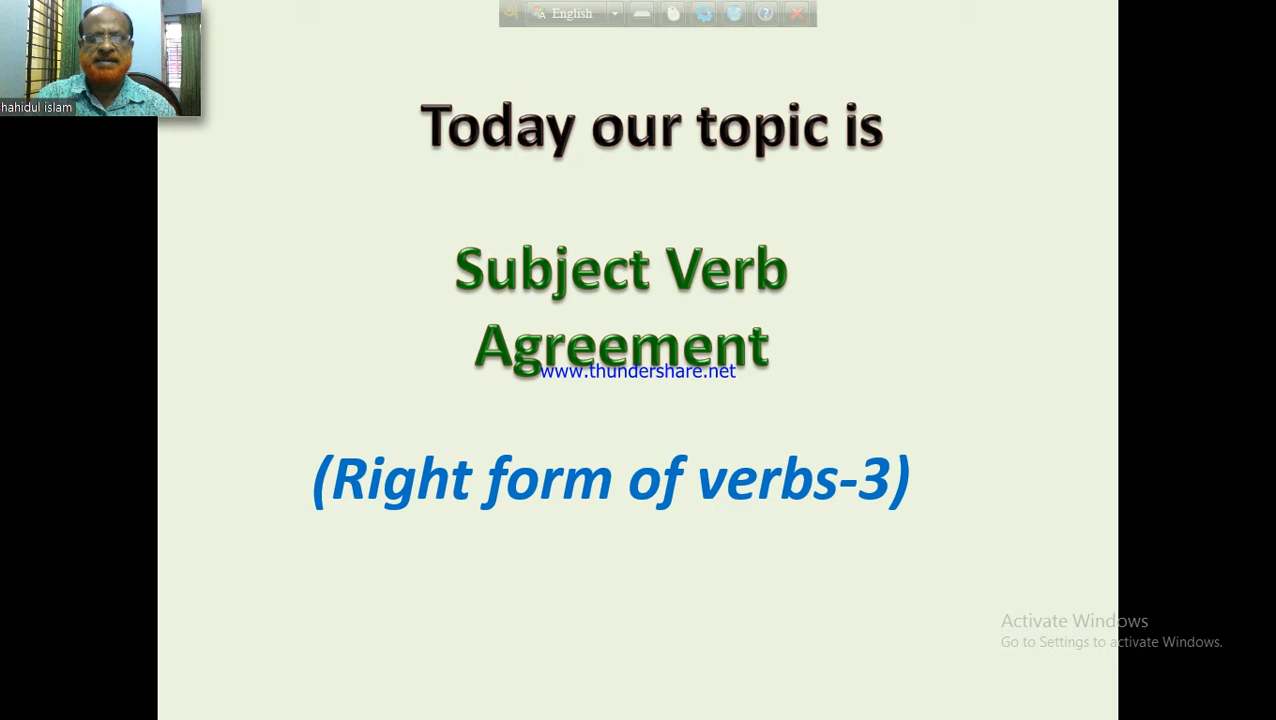 English
hahidul islam
Today our topic is
Subject Verb
Agreement
www.thundershare.net
(Right form of verbs-3)
Activate Windows
Go to Settings to activate Windows.